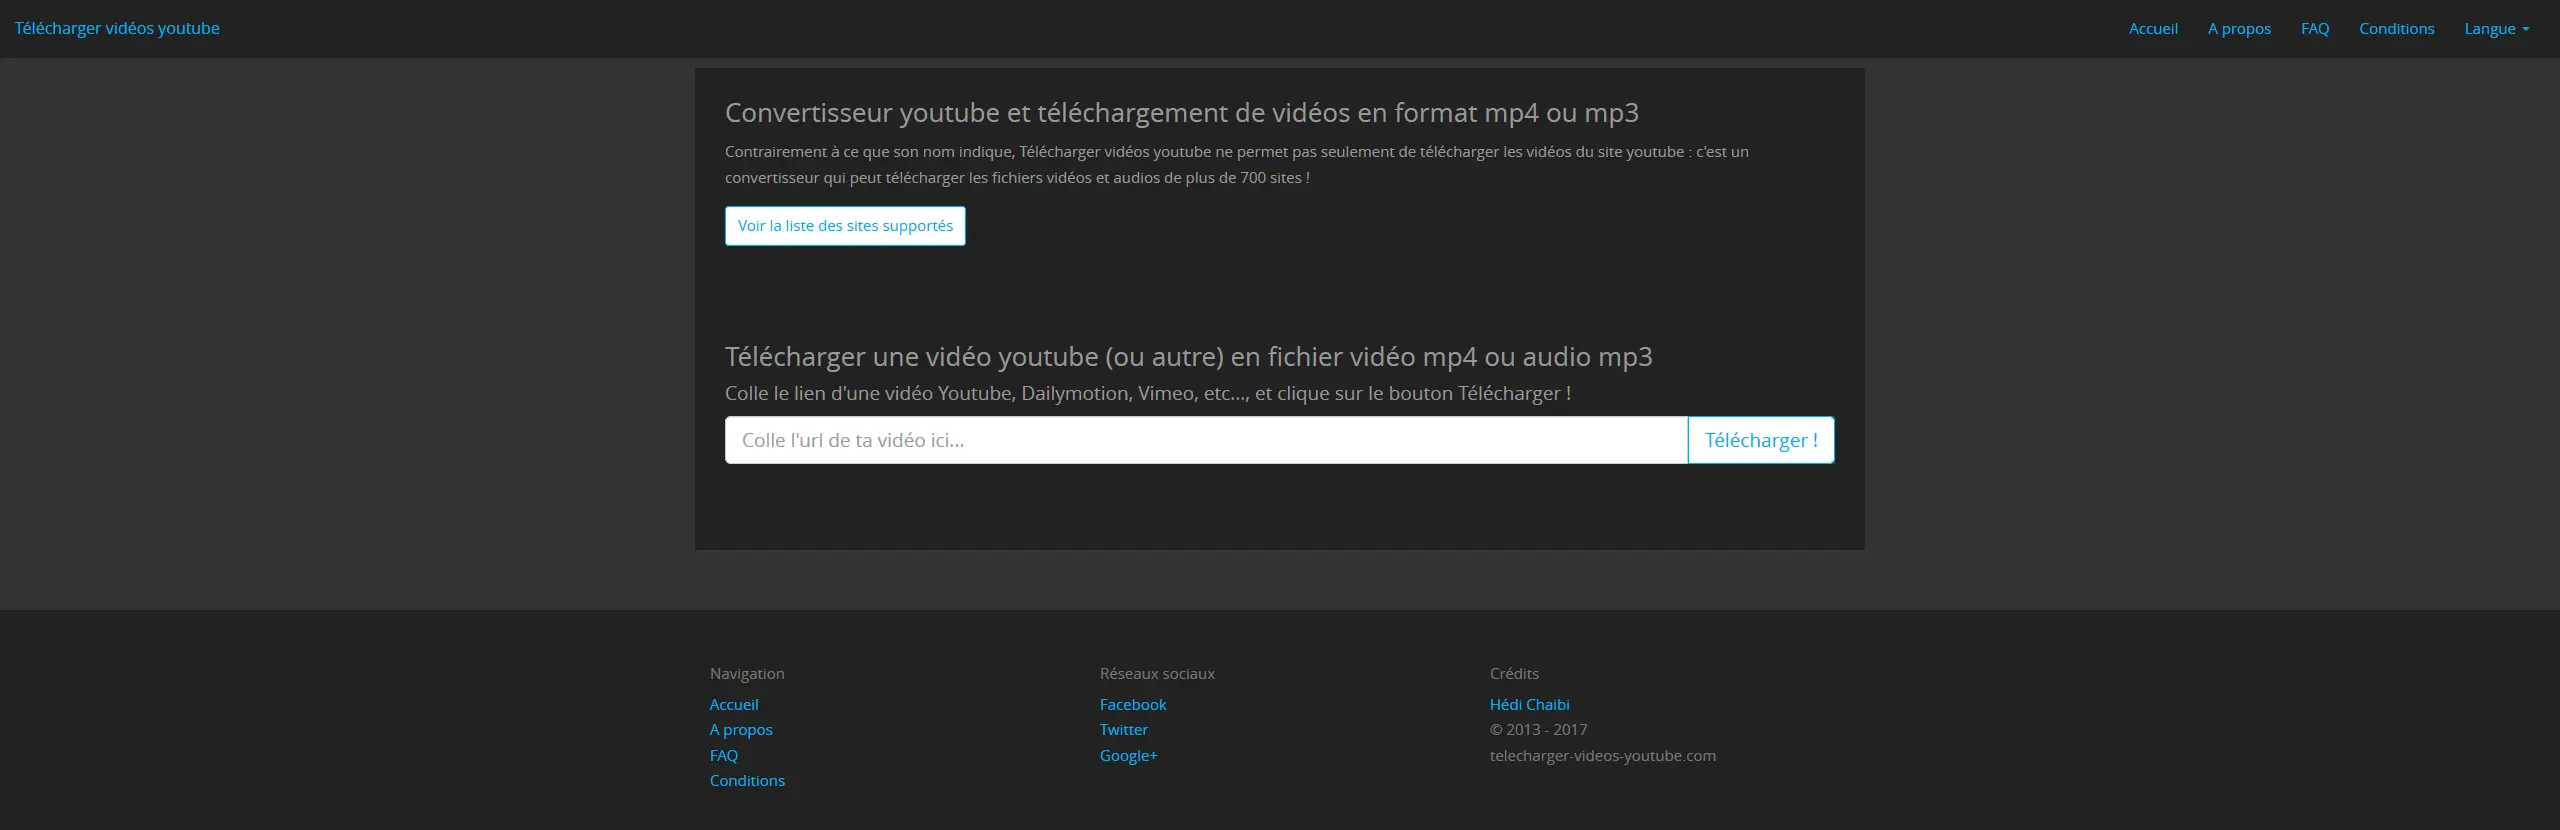 Télécharger vidéos youtube
Accueil
A propos
FAQ
Conditions
Langue
Convertisseur youtube et téléchargement de vidéos en format mp4 ou mp3
Contrairement à ce que son nom indique, Télécharger vidéos youtube ne permet pas seulement de télécharger les vidéos du site youtube : c'est un
convertisseur qui peut télécharger les fichiers vidéos et audios de plus de 700 sites !
Voir la liste des sites supportés
Télécharger une vidéo youtube (ou autre) en fichier vidéo mp4 ou audio mp3
Colle le lien d'une vidéo Youtube, Dailymotion, Vimeo, etc..., et clique sur le bouton Télécharger !
Colle l'url de ta vidéo ici...
Télécharger !
Navigation
Accueil
A propos
FAQ
Conditions
Réseaux sociaux
Facebook
Twitter
Google+
Crédits
Hédi Chaibi
© 2013 - 2017
telecharger-videos-youtube.com